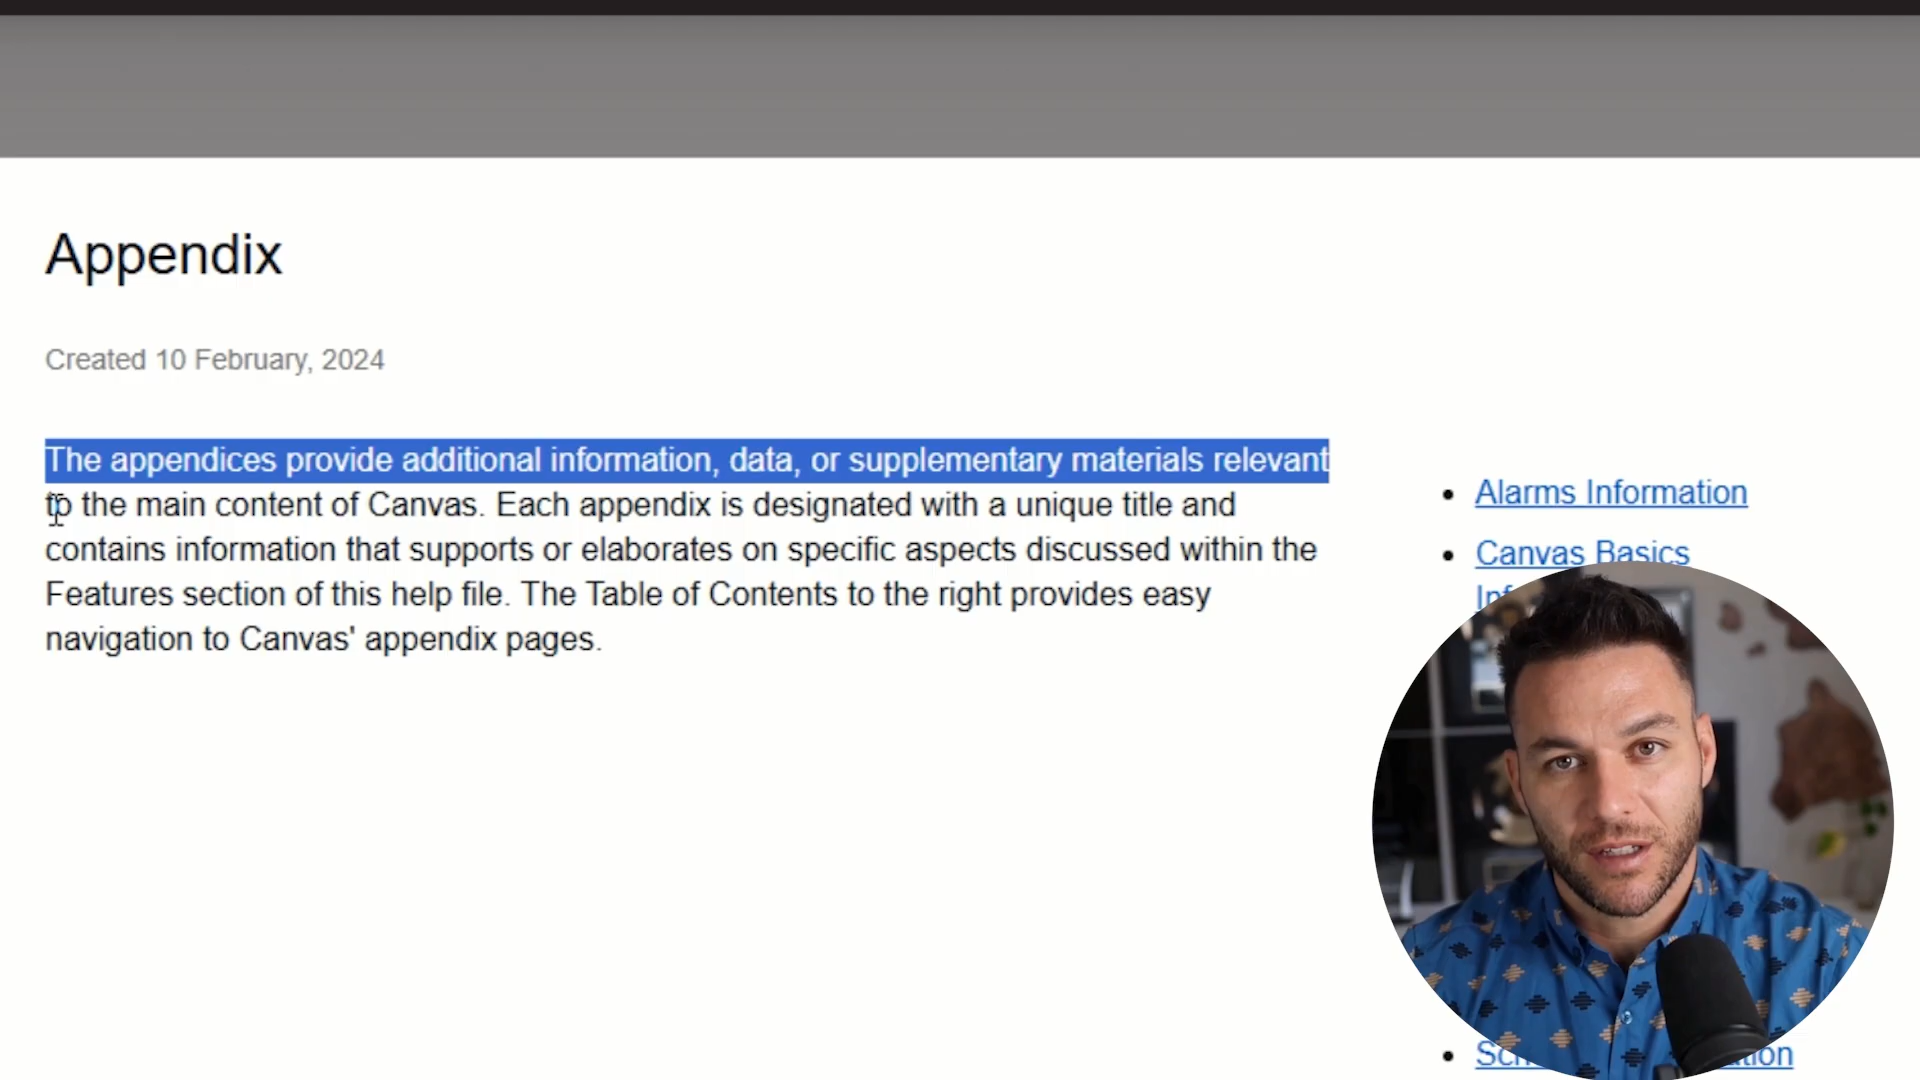 Appendix
Created 10 February, 2024
The appendices provide additional information, data, or supplementary materials relevant
to the main content of Canvas. Each appendix is designated with a unique title and
contains information that supports or elaborates on specific aspects discussed within the
Features section of this help file. The Table of Contents to the right provides easy
navigation to Canvas' appendix pages.
Alarms Information
Canvas Basics